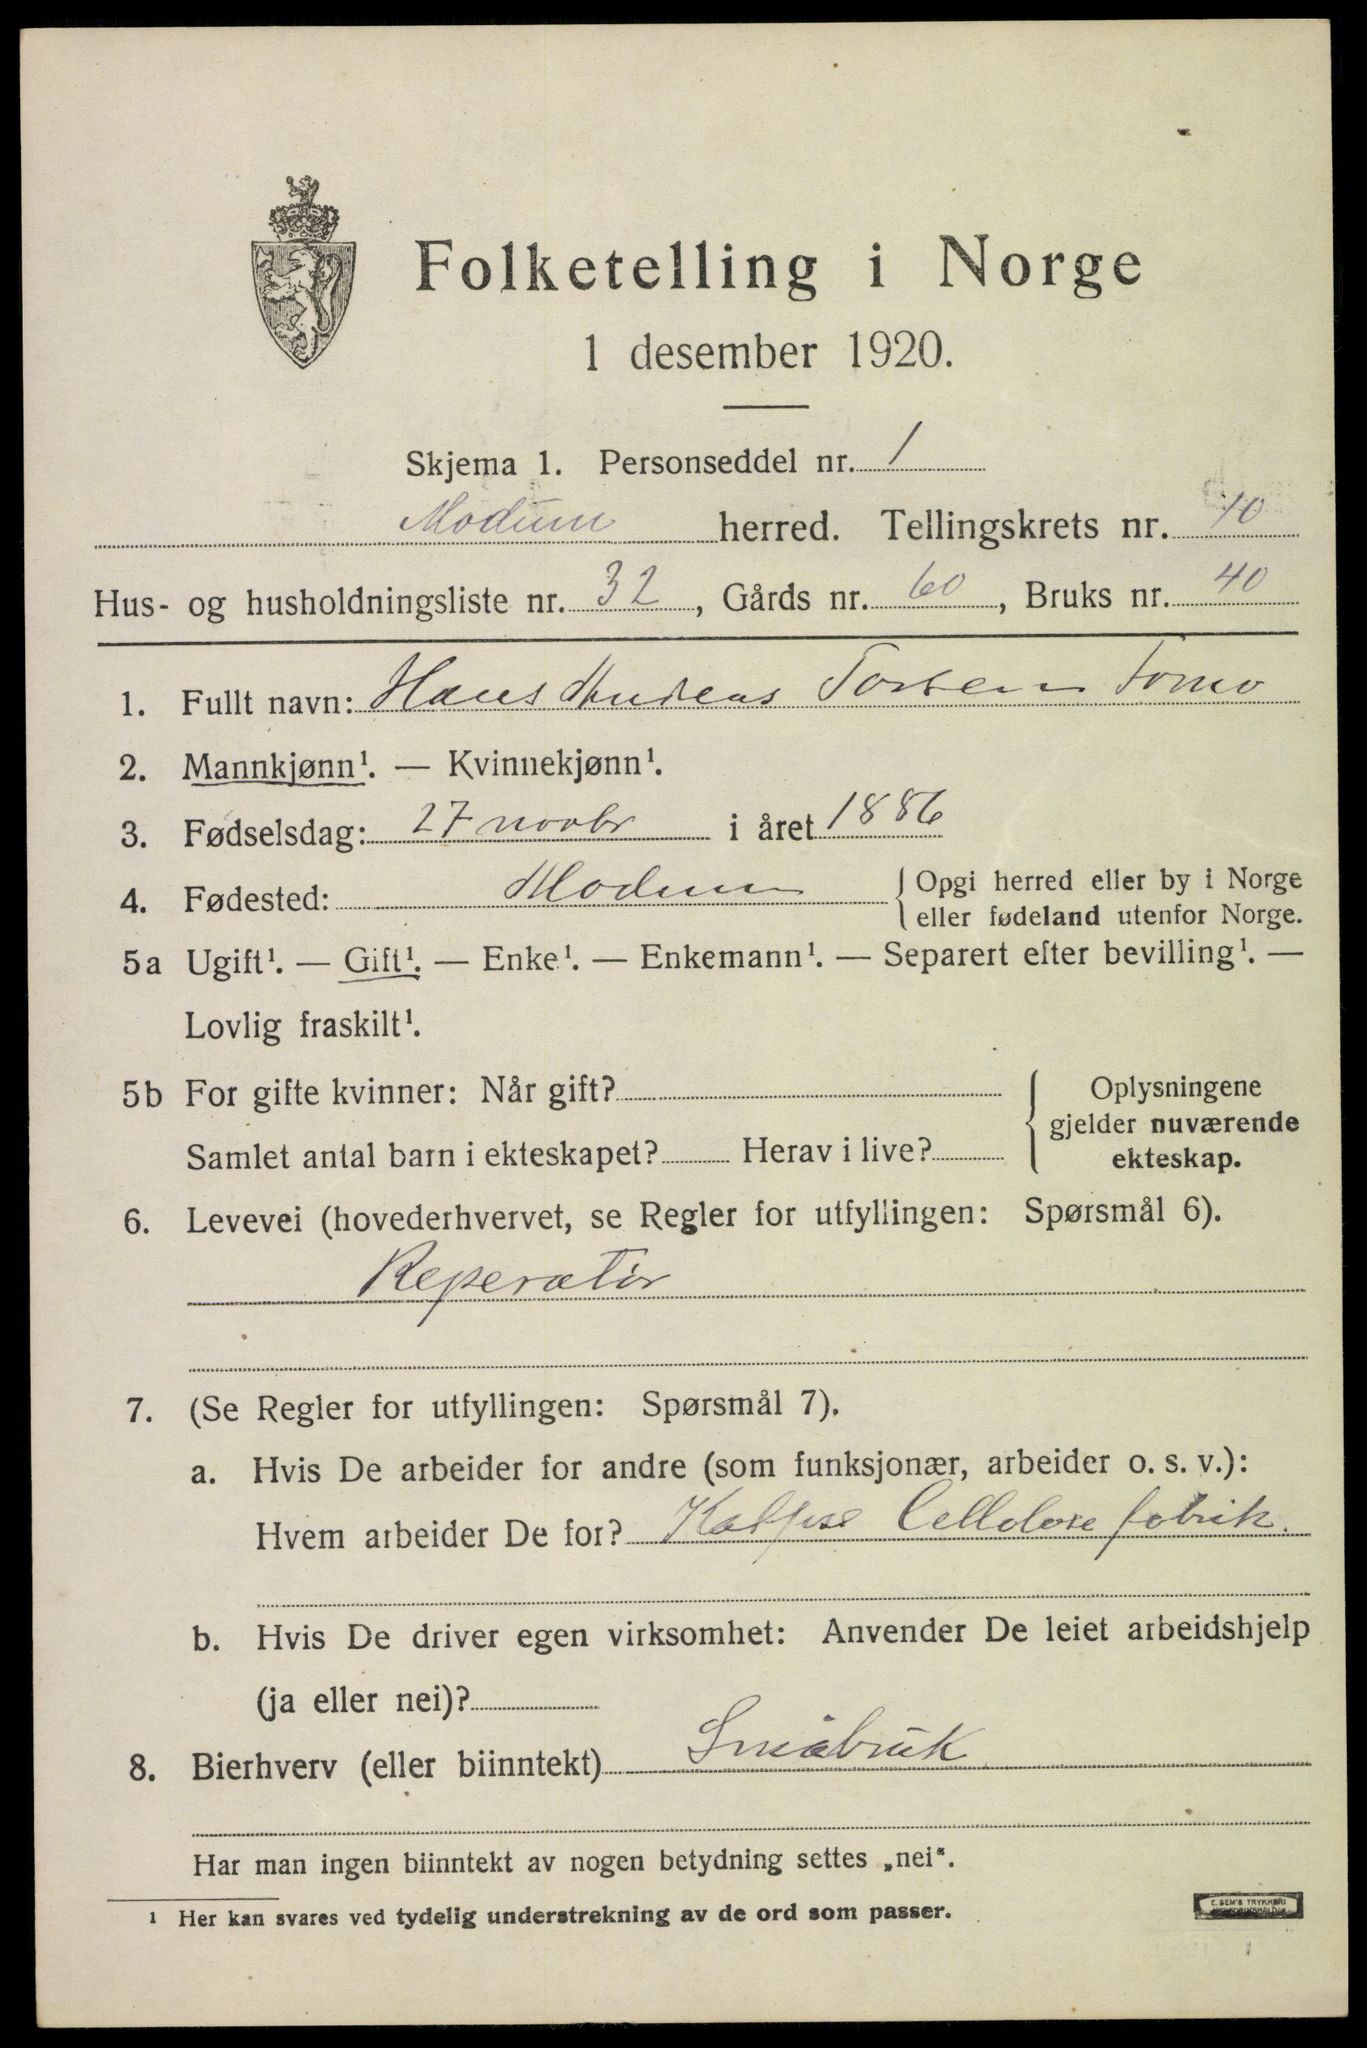 Folketelling i Norge
1 desember 1920.
Skjema 1. Personseddel nr. 1
Modum herred. Tellingskrets nr. 10
Hus- og husholdningsliste nr. 32, Gårds nr. 60, Bruks nr. 40
1. Fullt navn: Hans Andreas
2. Mannkjønn¹. — Kvinnekjønn¹.
3. Fødselsdag: 27 novbr i året 1886
4. Fødested: Modum { Opgi herred eller by i Norge
eller fødeland utenfor Norge.
5a Ugift¹. — Gift¹. — Enke¹. — Enkemann¹. — Separert efter bevilling¹. —
Lovlig fraskilt¹.
5b For gifte kvinner: Når gift? { Oplysningene
gjelder nuværende
Samlet antal barn i ekteskapet? Herav i live? ekteskap.
6. Levevei (hovederhvervet, se Regler for utfyllingen: Spørsmål 6).
Reperatør
7. (Se Regler for utfyllingen: Spørsmål 7).
a. Hvis De arbeider for andre (som funksjonær, arbeider o. s. v.):
Hvem arbeider De for? Cellolose fabrik.
b. Hvis De driver egen virksomhet: Anvender De leiet arbeidshjelp
(ja eller nei)?
8. Bierhverv (eller biinntekt) Småbruk
Har man ingen biinntekt av nogen betydning settes „nei“.
¹ Her kan svares ved tydelig understrekning av de ord som passer.
E. SEM'S TRYKKERI